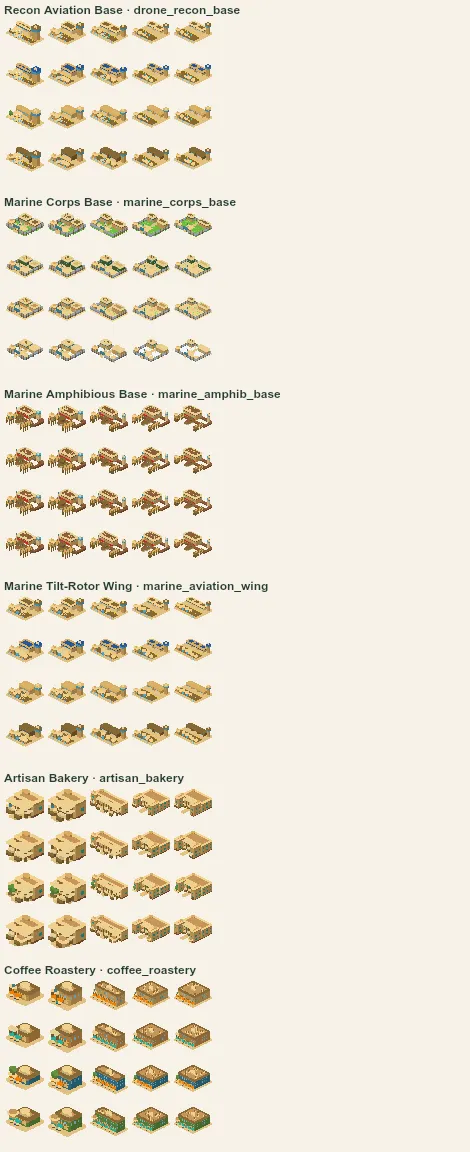 Recon Aviation Base · drone_recon_base
Marine Corps Base · marine_corps_base
Marine Amphibious Base · marine_amphib_base
Marine Tilt-Rotor Wing · marine_aviation_wing
Artisan Bakery · artisan_bakery
Coffee Roastery · coffee_roastery